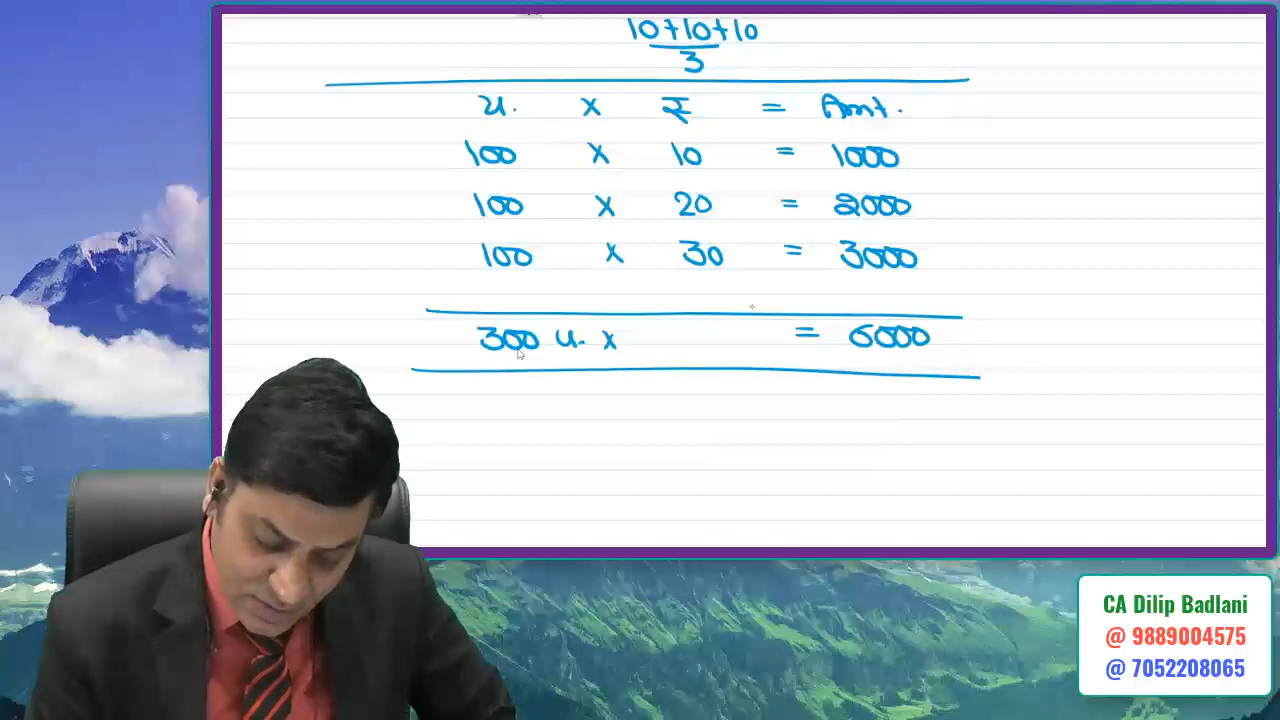 10+10+10
3
u. x ₹ = Amt.
100 x 10 = 1000
100 x 20 = 2000
100 x 30 = 3000
300 u. x = 6000
CA Dilip Badlani
@ 9889004575
@ 7052208065